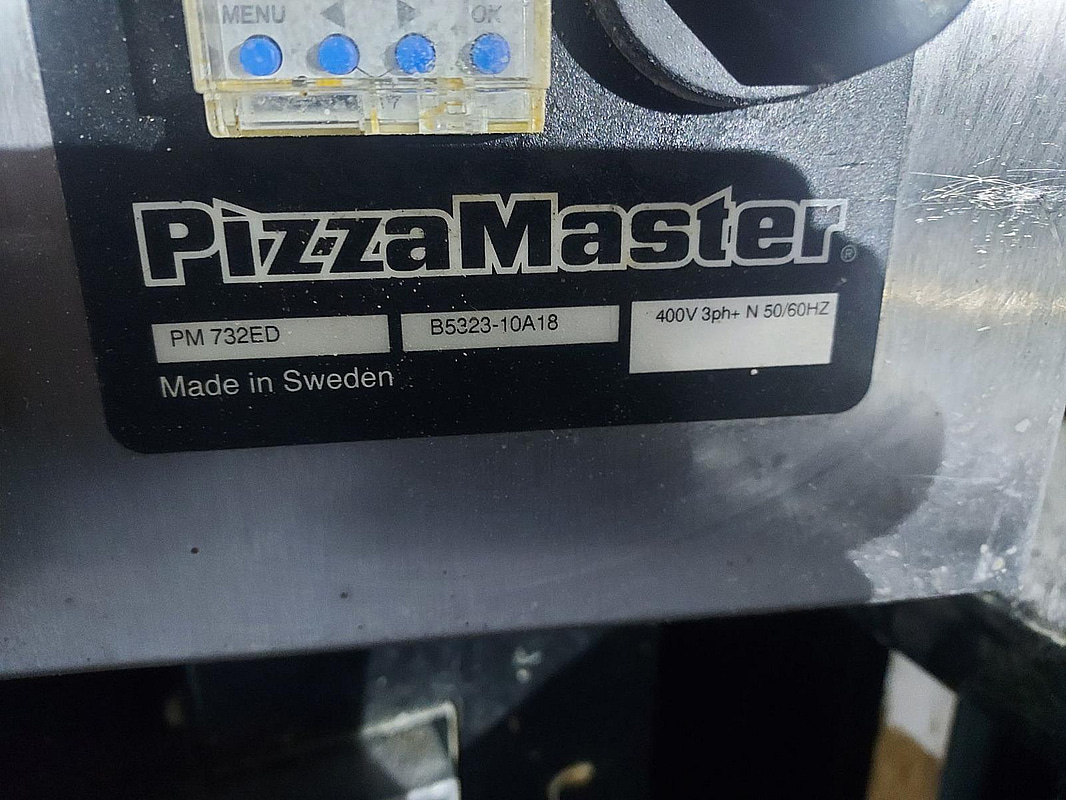 MENU ◀ ▶ OK
PizzaMaster®
PM 732ED
B5323-10A18
400V 3ph+ N 50/60HZ
Made in Sweden